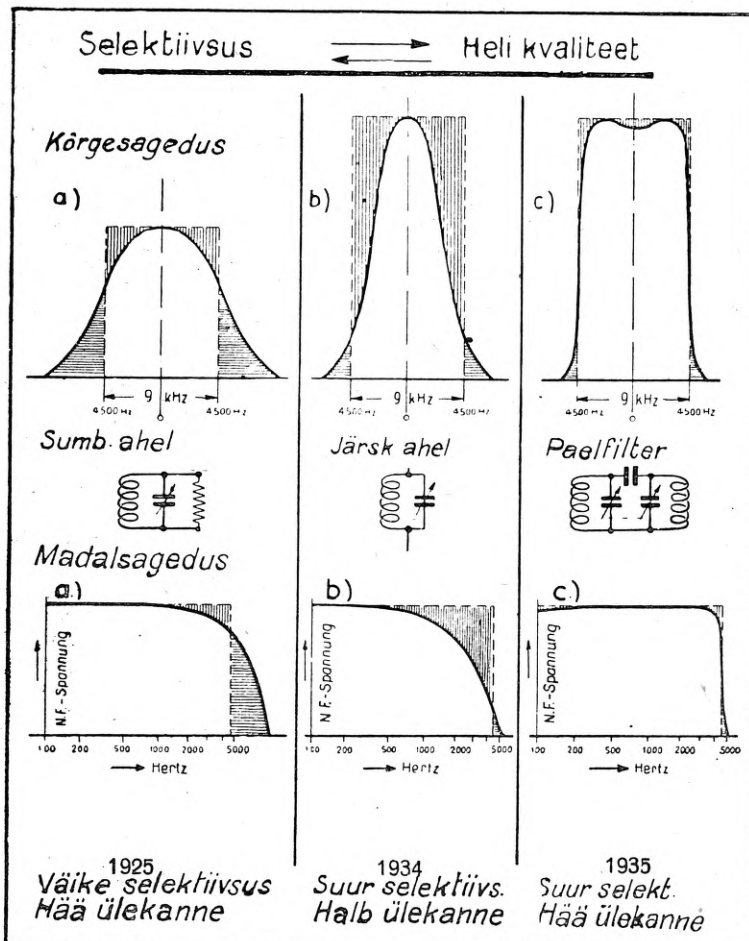 Selektiivsus Heli kvaliteet
Kõrgesagedus
a)
b)
c)
9 kHz
4500 Hz 0 4500 Hz
9 kHz
4500 Hz 0 4500 Hz
9 kHz
4500 Hz 0 4500 Hz
Sumb. ahel
Järsk ahel
Paelfilter
Madalsagedus
a)
b)
c)
N.F.-Spannung
N.F.-Spannung
N.F.-Spannung
100 200 500 1000 2000 5000
Hertz
100 200 500 1000 2000 5000
Hertz
100 200 500 1000 2000 5000
Hertz
1925
Väike selektiivsus
Hää ülekanne
1934
Suur selektiivs.
Halb ülekanne
1935
Suur selekt.
Hää ülekanne